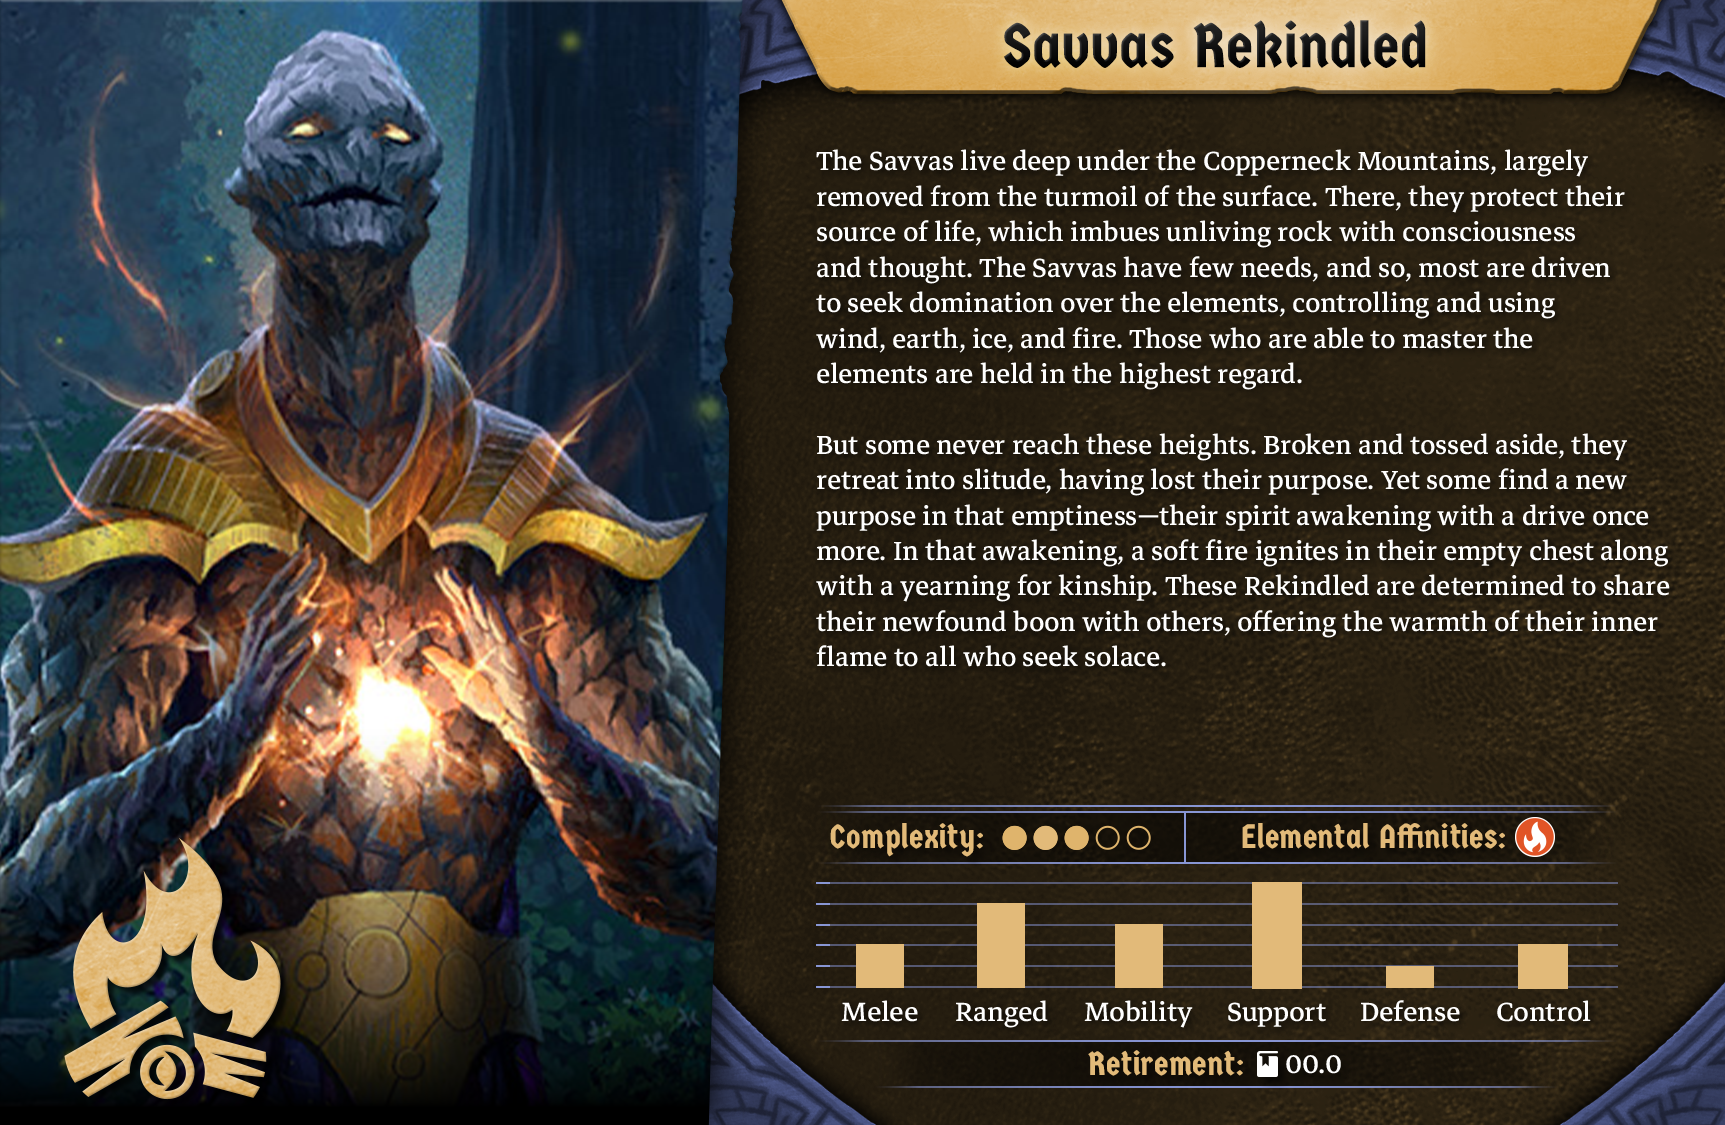 Savvas Rekindled
The Savvas live deep under the Copperneck Mountains, largely
removed from the turmoil of the surface. There, they protect their
source of life, which imbues unliving rock with consciousness
and thought. The Savvas have few needs, and so, most are driven
to seek domination over the elements, controlling and using
wind, earth, ice, and fire. Those who are able to master the
elements are held in the highest regard.
But some never reach these heights. Broken and tossed aside, they
retreat into slitude, having lost their purpose. Yet some find a new
purpose in that emptiness—their spirit awakening with a drive once
more. In that awakening, a soft fire ignites in their empty chest along
with a yearning for kinship. These Rekindled are determined to share
their newfound boon with others, offering the warmth of their inner
flame to all who seek solace.
Complexity: Elemental Affinities:
Melee Ranged Mobility Support Defense Control
Retirement: 00.0